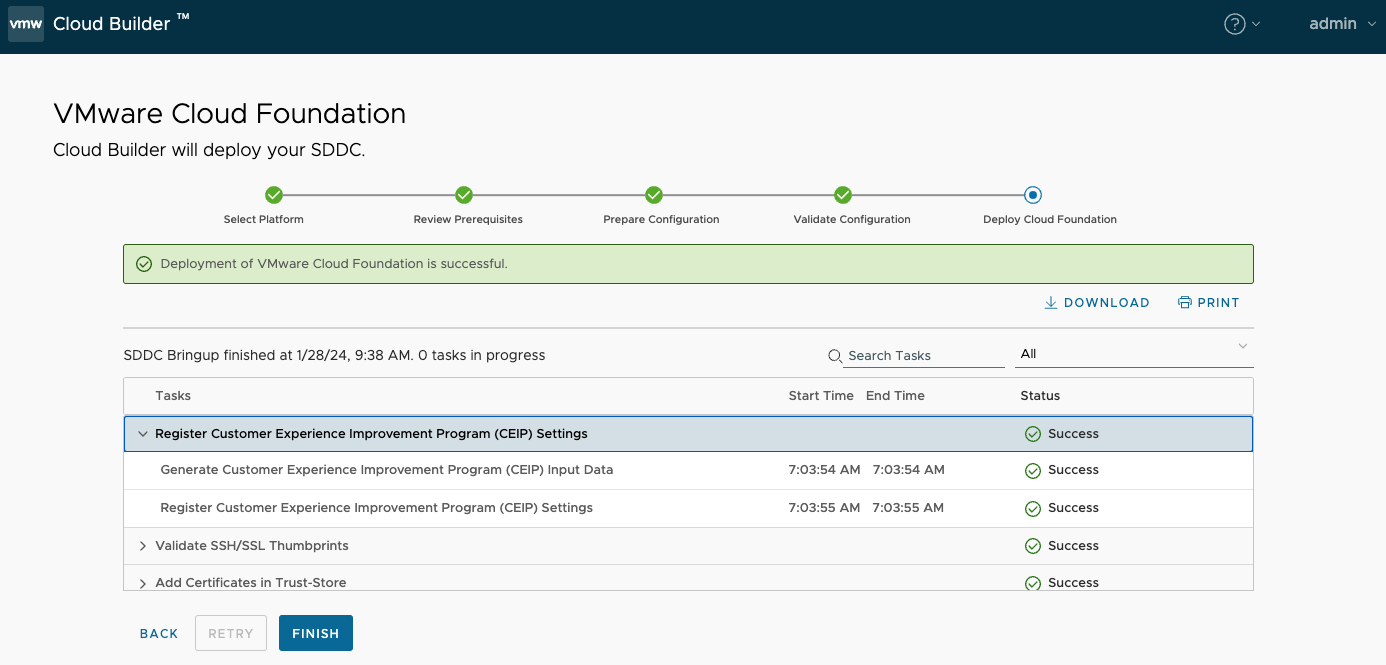 vmw Cloud Builder ™ admin
VMware Cloud Foundation
Cloud Builder will deploy your SDDC.
Select Platform Review Prerequisites Prepare Configuration Validate Configuration Deploy Cloud Foundation
Deployment of VMware Cloud Foundation is successful.
DOWNLOAD PRINT
SDDC Bringup finished at 1/28/24, 9:38 AM. 0 tasks in progress Search Tasks All
Tasks Start Time End Time Status
Register Customer Experience Improvement Program (CEIP) Settings Success
Generate Customer Experience Improvement Program (CEIP) Input Data 7:03:54 AM 7:03:54 AM Success
Register Customer Experience Improvement Program (CEIP) Settings 7:03:55 AM 7:03:55 AM Success
Validate SSH/SSL Thumbprints Success
Add Certificates in Trust-Store Success
BACK RETRY FINISH